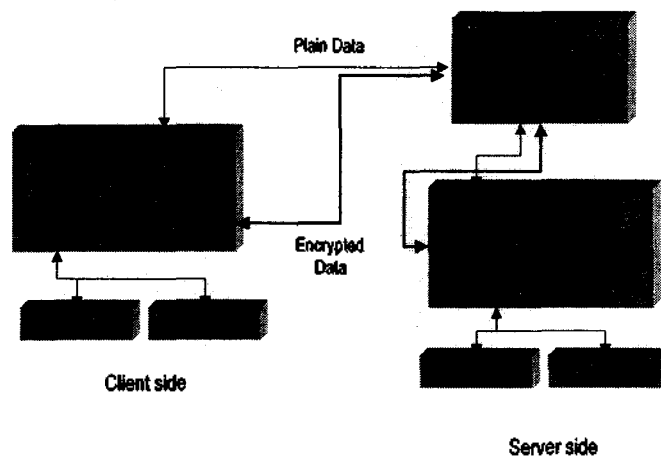 Plain Data
Encrypted
Data
Client side
Server side